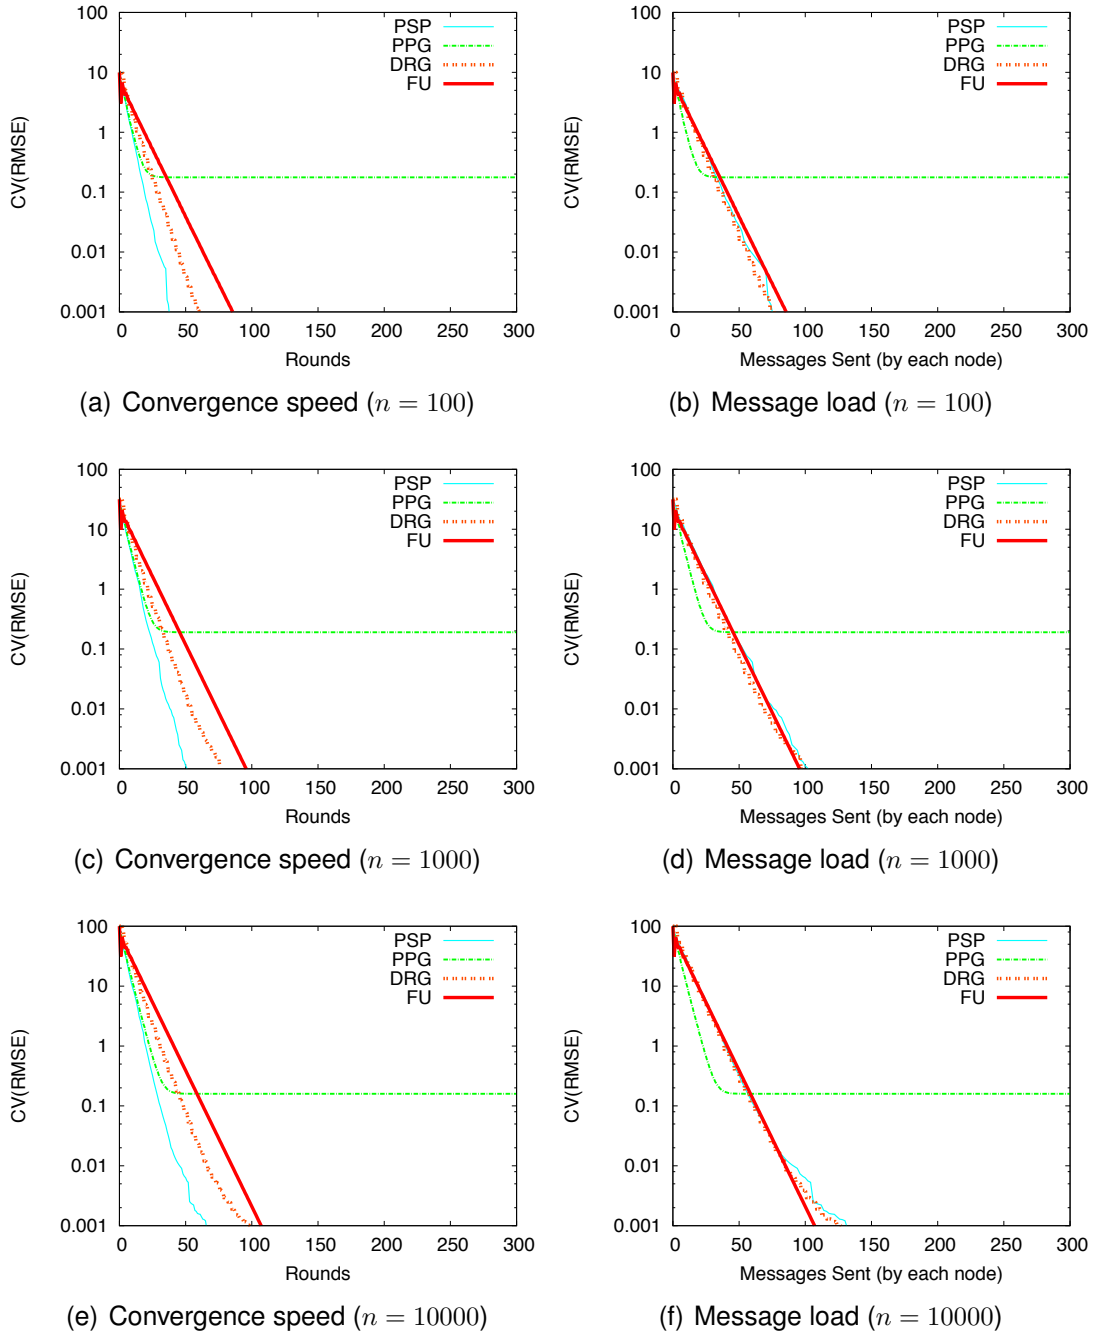 100
10
1
0.1
0.01
0.001
CV(RMSE)
0 50 100 150 200 250 300
Rounds
PSP
PPG
DRG
FU
(a) Convergence speed (n = 100)
100
10
1
0.1
0.01
0.001
CV(RMSE)
0 50 100 150 200 250 300
Messages Sent (by each node)
PSP
PPG
DRG
FU
(b) Message load (n = 100)
100
10
1
0.1
0.01
0.001
CV(RMSE)
0 50 100 150 200 250 300
Rounds
PSP
PPG
DRG
FU
(c) Convergence speed (n = 1000)
100
10
1
0.1
0.01
0.001
CV(RMSE)
0 50 100 150 200 250 300
Messages Sent (by each node)
PSP
PPG
DRG
FU
(d) Message load (n = 1000)
100
10
1
0.1
0.01
0.001
CV(RMSE)
0 50 100 150 200 250 300
Rounds
PSP
PPG
DRG
FU
(e) Convergence speed (n = 10000)
100
10
1
0.1
0.01
0.001
CV(RMSE)
0 50 100 150 200 250 300
Messages Sent (by each node)
PSP
PPG
DRG
FU
(f) Message load (n = 10000)